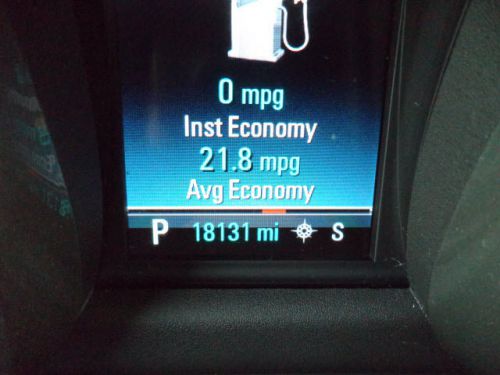 0 mpg
Inst Economy
21.8 mpg
Avg Economy
P 18131 mi S